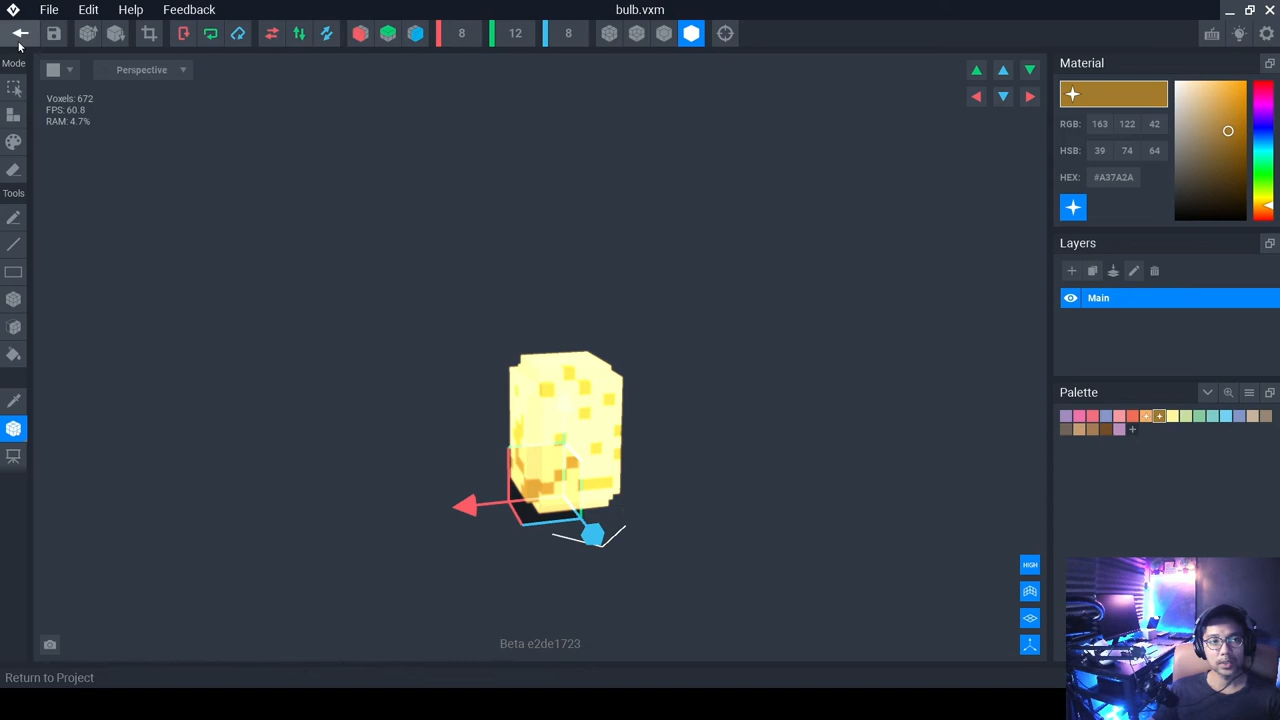 File Edit Help Feedback bulb.vxm
8 12 8
Mode
Perspective
Voxels: 672
FPS: 60.8
RAM: 4.7%
Tools
Material
RGB: 163 122 42
HSB: 39 74 64
HEX: #A37A2A
Layers
Main
Palette
HIGH
Beta e2de1723
Return to Project